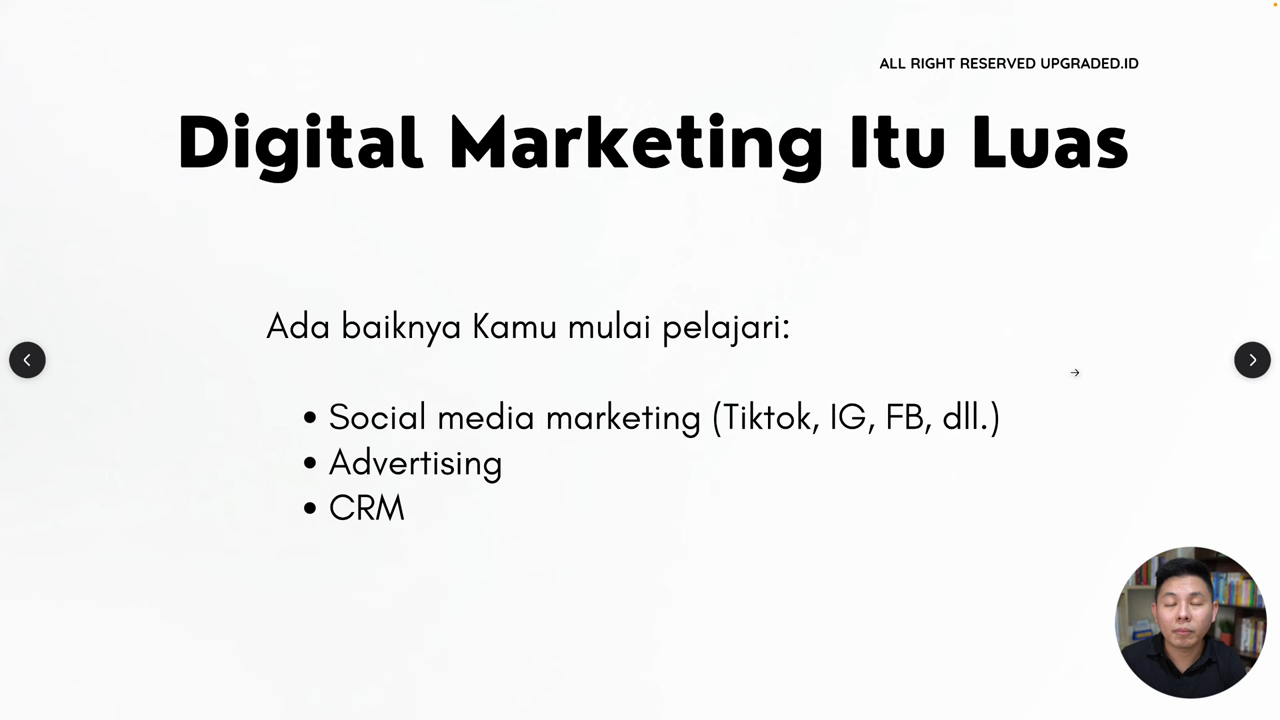 ALL RIGHT RESERVED UPGRADED.ID
Digital Marketing Itu Luas
Ada baiknya Kamu mulai pelajari:
• Social media marketing (Tiktok, IG, FB, dll.)
• Advertising
• CRM